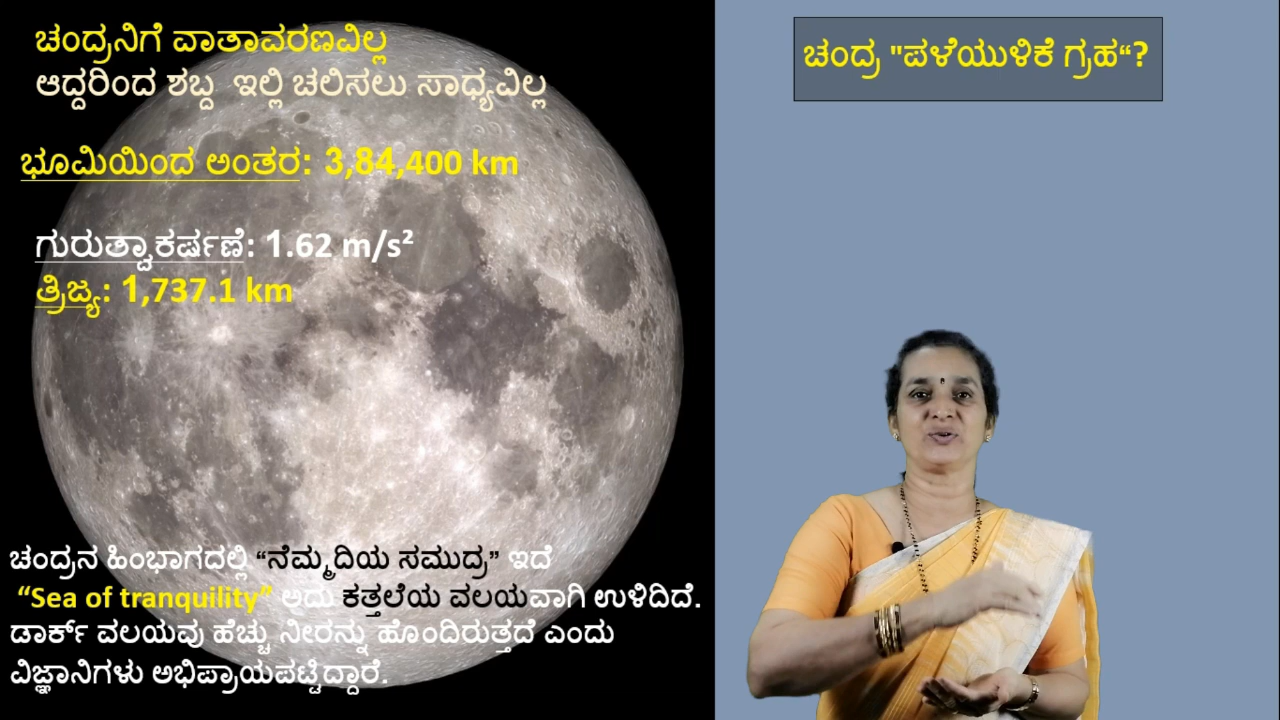 ಚಂದ್ರನಿಗೆ ವಾತಾವರಣವಿಲ್ಲ
ಆದ್ದರಿಂದ ಶಬ್ದ ಇಲ್ಲಿ ಚಲಿಸಲು ಸಾಧ್ಯವಿಲ್ಲ
ಭೂಮಿಯಿಂದ ಅಂತರ: 3,84,400 km
ಗುರುತ್ವಾಕರ್ಷಣೆ: 1.62 m/s²
ತ್ರಿಜ್ಯ: 1,737.1 km
ಚಂದ್ರನ ಹಿಂಭಾಗದಲ್ಲಿ “ನೆಮ್ಮದಿಯ ಸಮುದ್ರ” ಇದೆ
“Sea of tranquility” ಅದು ಕತ್ತಲೆಯ ವಲಯವಾಗಿ ಉಳಿದಿದೆ.
ಡಾರ್ಕ್ ವಲಯವು ಹೆಚ್ಚು ನೀರನ್ನು ಹೊಂದಿರುತ್ತದೆ ಎಂದು
ವಿಜ್ಞಾನಿಗಳು ಅಭಿಪ್ರಾಯಪಟ್ಟಿದ್ದಾರೆ.
ಚಂದ್ರ "ಪಳೆಯುಳಿಕೆ ಗ್ರಹ“?